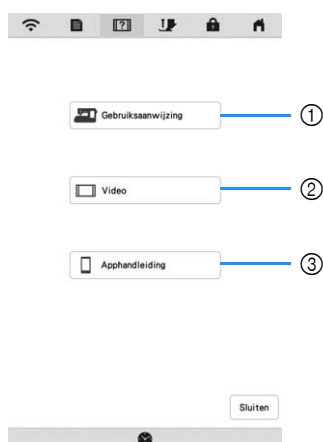 Gebruiksaanwijzing ①
Video ②
Apphandleiding ③
Sluiten